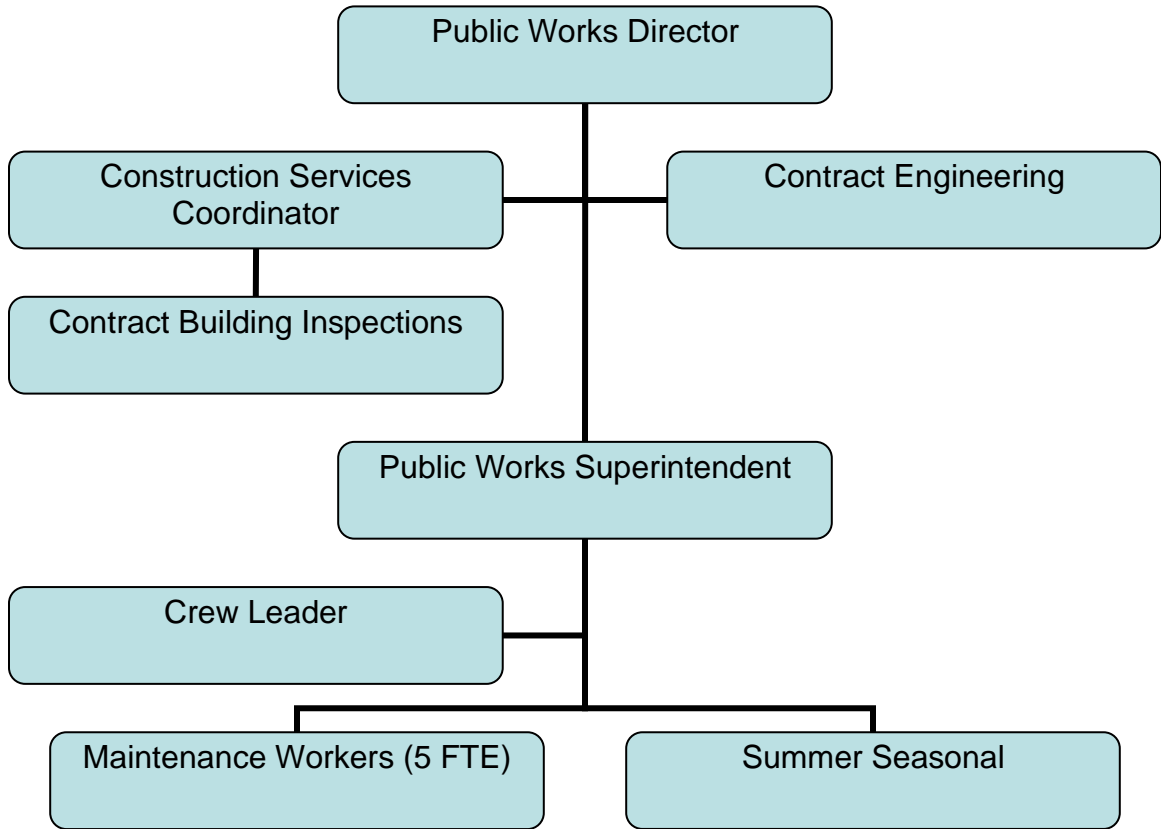 Public Works Director
Construction Services
Coordinator
Contract Engineering
Contract Building Inspections
Public Works Superintendent
Crew Leader
Maintenance Workers (5 FTE)
Summer Seasonal